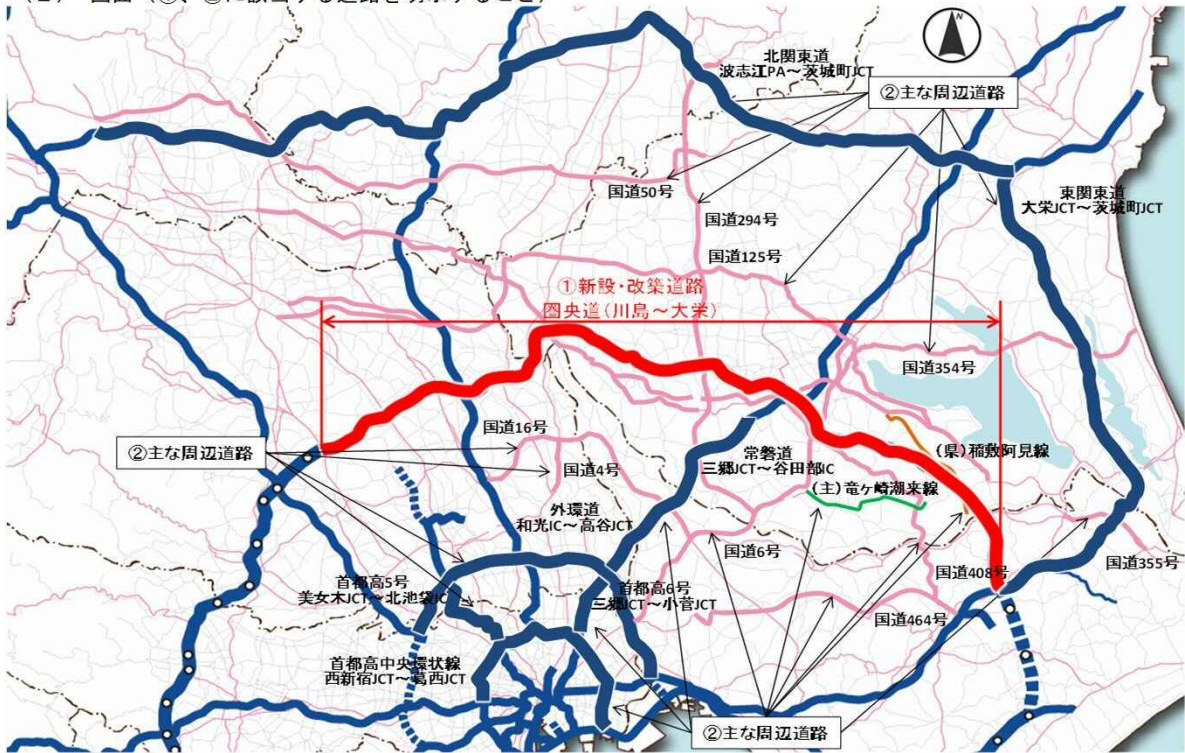 N
北関東道
波志江PA～茨城町JCT
②主な周辺道路
国道50号
東関東道
大栄JCT～茨城町JCT
国道294号
国道125号
①新設・改築道路
圏央道(川島～大栄)
国道354号
国道16号
②主な周辺道路
国道4号
常磐道
三郷JCT～谷田部IC
(県)稲敷阿見線
(主)竜ヶ崎潮来線
外環道
和光IC～高谷JCT
国道6号
国道355号
国道408号
首都高5号
美女木JCT～北池袋IC
首都高6号
三郷JCT～小菅JCT
国道464号
首都高中央環状線
西新宿JCT～葛西JCT
②主な周辺道路